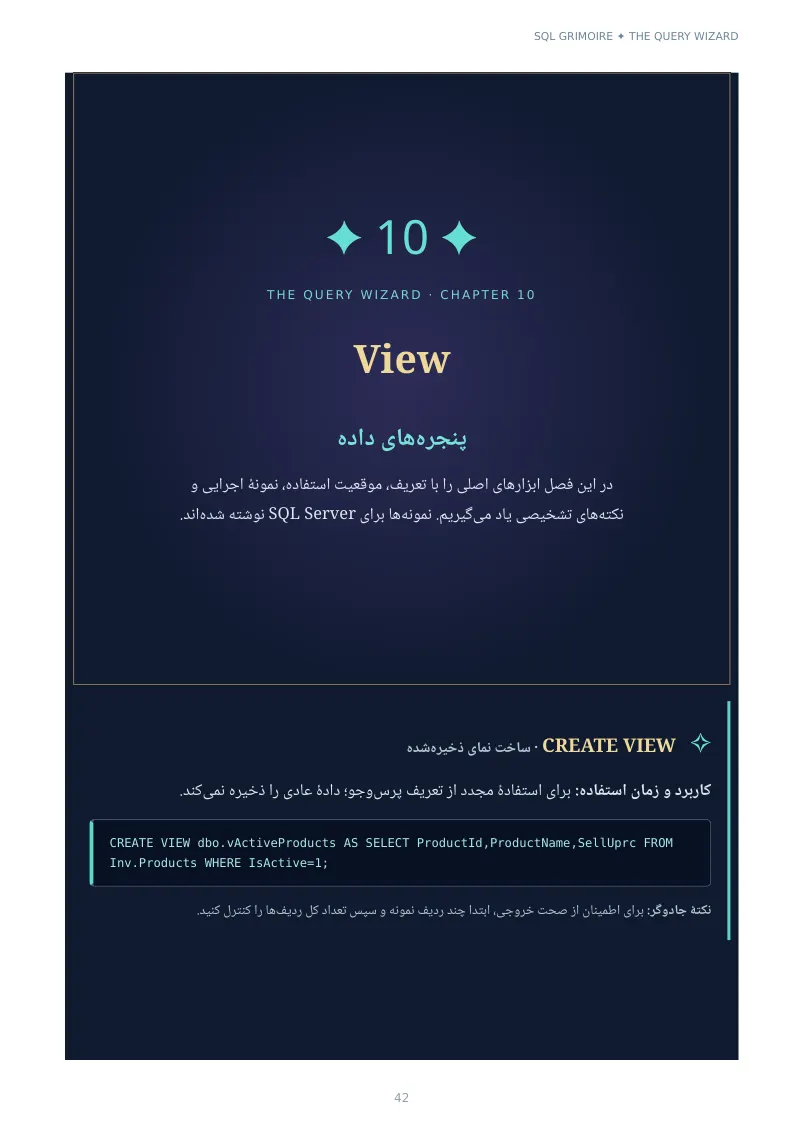 SQL GRIMOIRE ✦ THE QUERY WIZARD
✦ 10 ✦
THE QUERY WIZARD · CHAPTER 10
View
پنجره‌های داده
در این فصل ابزارهای اصلی را با تعریف، موقعیت استفاده، نمونهٔ اجرایی و
نکته‌های تشخیصی یاد می‌گیریم. نمونه‌ها برای SQL Server نوشته شده‌اند.
✧ CREATE VIEW · ساخت نمای ذخیره‌شده
کاربرد و زمان استفاده: برای استفادهٔ مجدد از تعریف پرس‌وجو؛ دادهٔ عادی را ذخیره نمی‌کند.
CREATE VIEW dbo.vActiveProducts AS SELECT ProductId,ProductName,SellUprc FROM
Inv.Products WHERE IsActive=1;
نکتهٔ جادوگر: برای اطمینان از صحت خروجی، ابتدا چند ردیف نمونه و سپس تعداد کل ردیف‌ها را کنترل کنید.
42